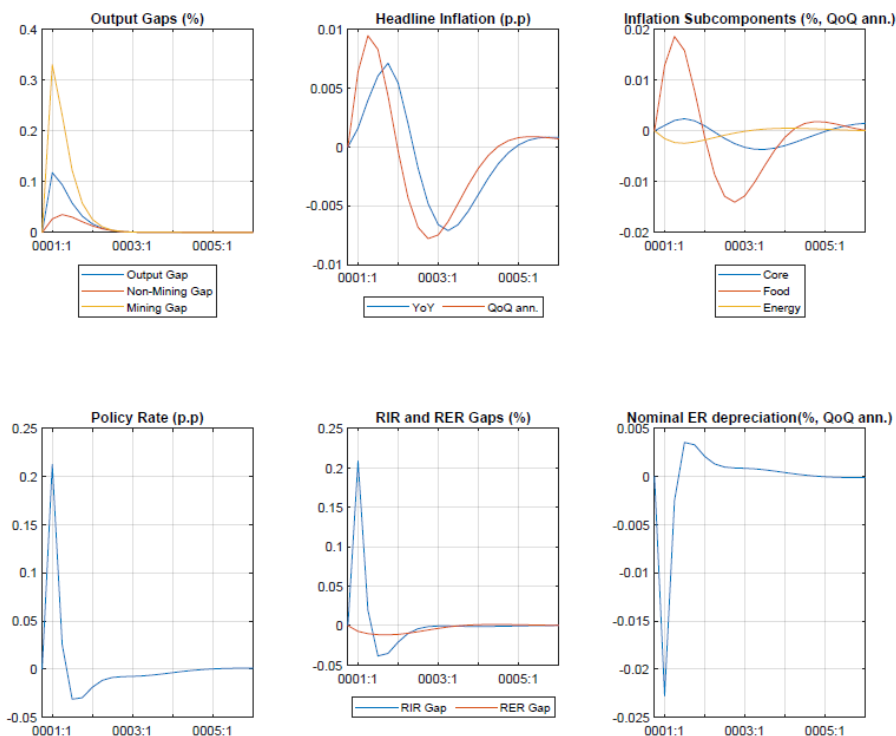 Output Gaps (%)
0.4
0.3
0.2
0.1
0
0001:1 0003:1 0005:1
Output Gap
Non-Mining Gap
Mining Gap
Headline Inflation (p.p)
0.01
0.005
0
-0.005
-0.01
0001:1 0003:1 0005:1
YoY QoQ ann.
Inflation Subcomponents (%, QoQ ann.)
0.02
0.01
0
-0.01
-0.02
0001:1 0003:1 0005:1
Core
Food
Energy
Policy Rate (p.p)
0.25
0.2
0.15
0.1
0.05
0
-0.05
0001:1 0003:1 0005:1
RIR and RER Gaps (%)
0.25
0.2
0.15
0.1
0.05
0
-0.05
0001:1 0003:1 0005:1
RIR Gap RER Gap
Nominal ER depreciation(%, QoQ ann.)
0.005
0
-0.005
-0.01
-0.015
-0.02
-0.025
0001:1 0003:1 0005:1